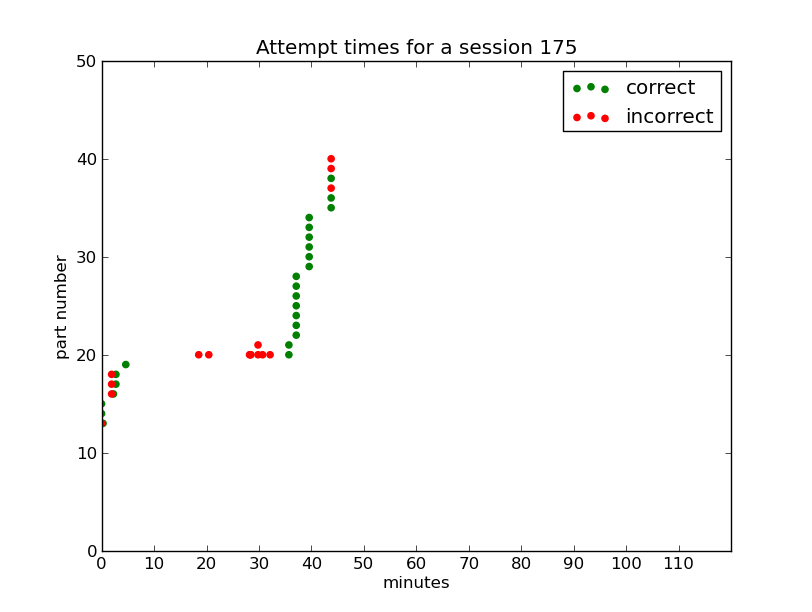 Attempt times for a session 175
correct
incorrect
part number
50
40
30
20
10
0
0 10 20 30 40 50 60 70 80 90 100 110
minutes